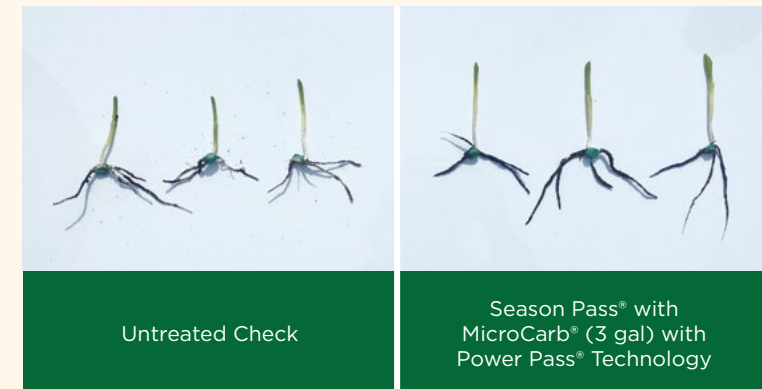 Untreated Check
Season Pass® with
MicroCarb® (3 gal) with
Power Pass® Technology